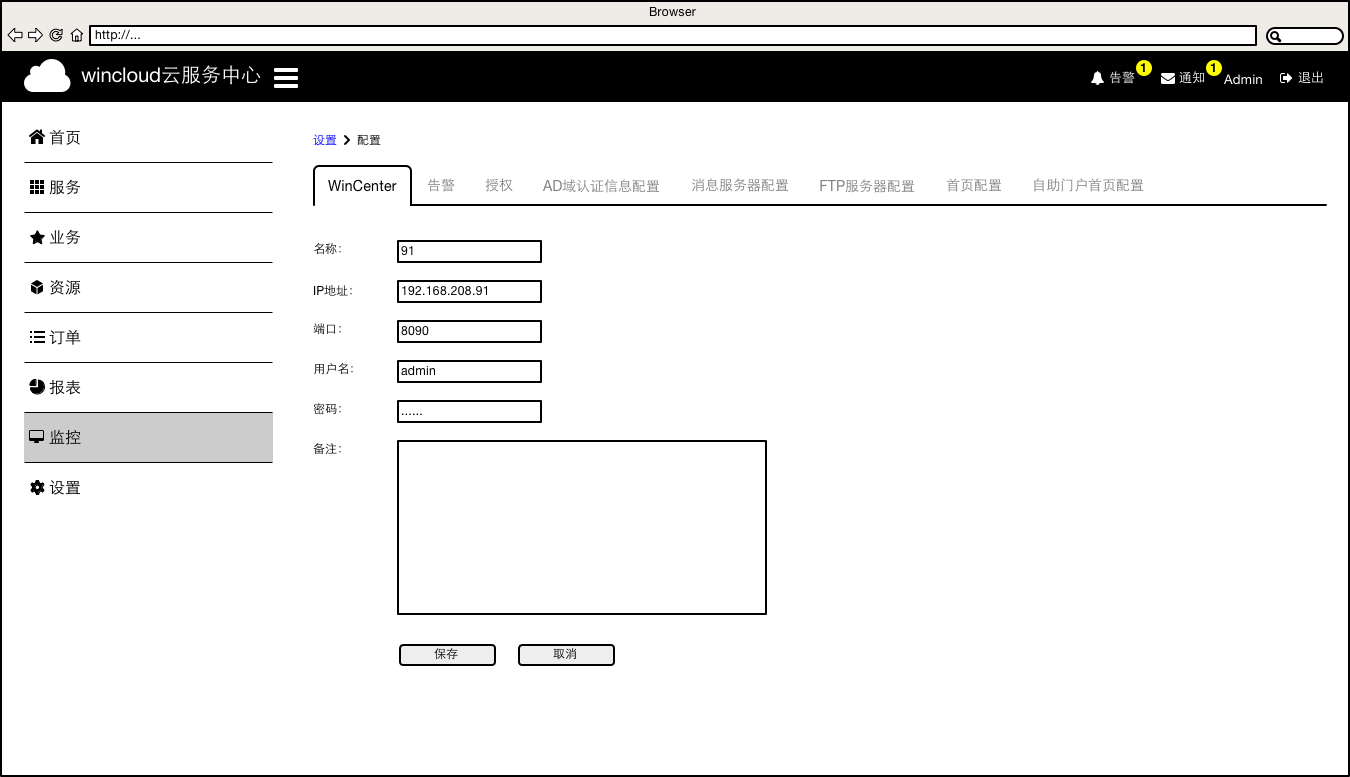 Browser
http://...
wincloud云服务中心
告警 1 通知 1 Admin 退出
首页
服务
业务
资源
订单
报表
监控
设置
设置 配置
WinCenter 告警 授权 AD域认证信息配置 消息服务器配置 FTP服务器配置 首页配置 自助门户首页配置
名称: 91
IP地址: 192.168.208.91
端口: 8090
用户名: admin
密码: ......
备注:
保存 取消